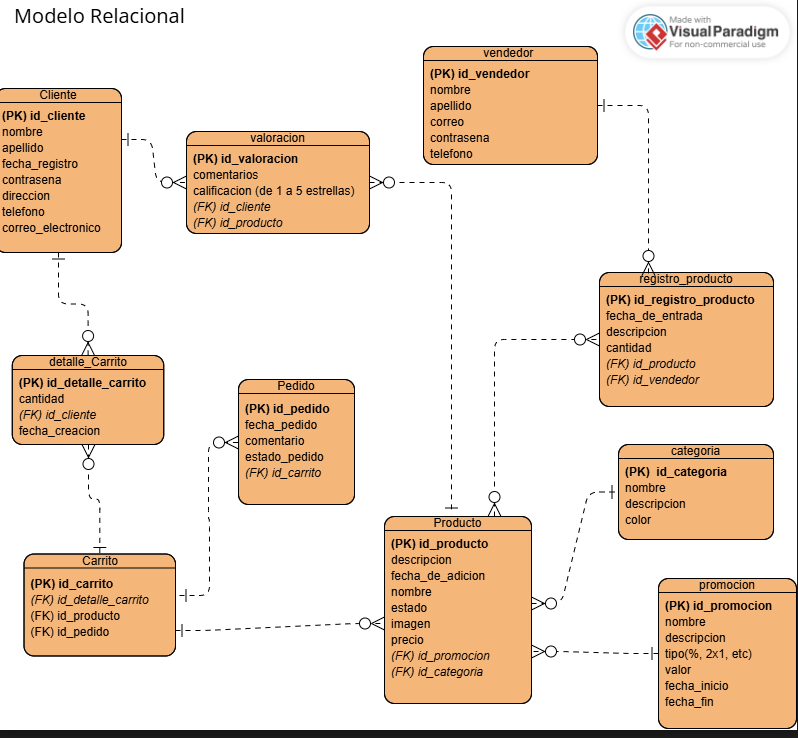 Modelo Relacional
Made with
VisualParadigm
For non-commercial use
vendedor
(PK) id_vendedor
nombre
apellido
correo
contrasena
telefono
Cliente
(PK) id_cliente
nombre
apellido
fecha_registro
contrasena
direccion
telefono
correo_electronico
valoracion
(PK) id_valoracion
comentarios
calificacion (de 1 a 5 estrellas)
(FK) id_cliente
(FK) id_producto
registro_producto
(PK) id_registro_producto
fecha_de_entrada
descripcion
cantidad
(FK) id_producto
(FK) id_vendedor
detalle_Carrito
(PK) id_detalle_carrito
cantidad
(FK) id_cliente
fecha_creacion
Pedido
(PK) id_pedido
fecha_pedido
comentario
estado_pedido
(FK) id_carrito
categoria
(PK) id_categoria
nombre
descripcion
color
Producto
(PK) id_producto
descripcion
fecha_de_adicion
nombre
estado
imagen
precio
(FK) id_promocion
(FK) id_categoria
Carrito
(PK) id_carrito
(FK) id_detalle_carrito
(FK) id_producto
(FK) id_pedido
promocion
(PK) id_promocion
nombre
descripcion
tipo(%, 2x1, etc)
valor
fecha_inicio
fecha_fin